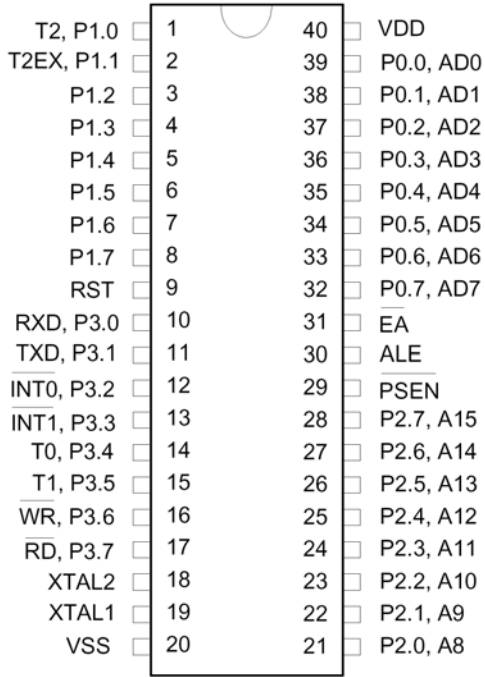 T2, P1.0 1 40 VDD
T2EX, P1.1 2 39 P0.0, AD0
P1.2 3 38 P0.1, AD1
P1.3 4 37 P0.2, AD2
P1.4 5 36 P0.3, AD3
P1.5 6 35 P0.4, AD4
P1.6 7 34 P0.5, AD5
P1.7 8 33 P0.6, AD6
RST 9 32 P0.7, AD7
RXD, P3.0 10 31 E̅A̅
TXD, P3.1 11 30 ALE
I̅N̅T̅0̅, P3.2 12 29 P̅S̅E̅N̅
I̅N̅T̅1̅, P3.3 13 28 P2.7, A15
T0, P3.4 14 27 P2.6, A14
T1, P3.5 15 26 P2.5, A13
W̅R̅, P3.6 16 25 P2.4, A12
R̅D̅, P3.7 17 24 P2.3, A11
XTAL2 18 23 P2.2, A10
XTAL1 19 22 P2.1, A9
VSS 20 21 P2.0, A8